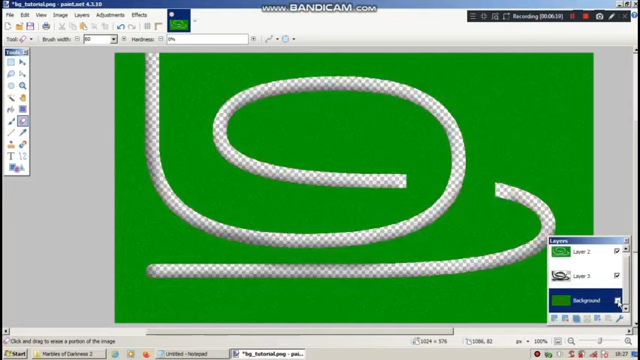 *bg_tutorial.png - paint.net 4.3.10
WWW.BANDICAM.COM
Recording [00:06:19]
File Edit View Image Layers Adjustments Effects
Tool: Brush width: 60 Hardness: 0%
Tools
Layers
Layer 2
Layer 3
Background
Click and drag to erase a portion of the image.
1024 × 576
1086, 82
px
100%
Start
Marbles of Darkness 2
Untitled - Notepad
*bg_tutorial.png - pai...
18:27